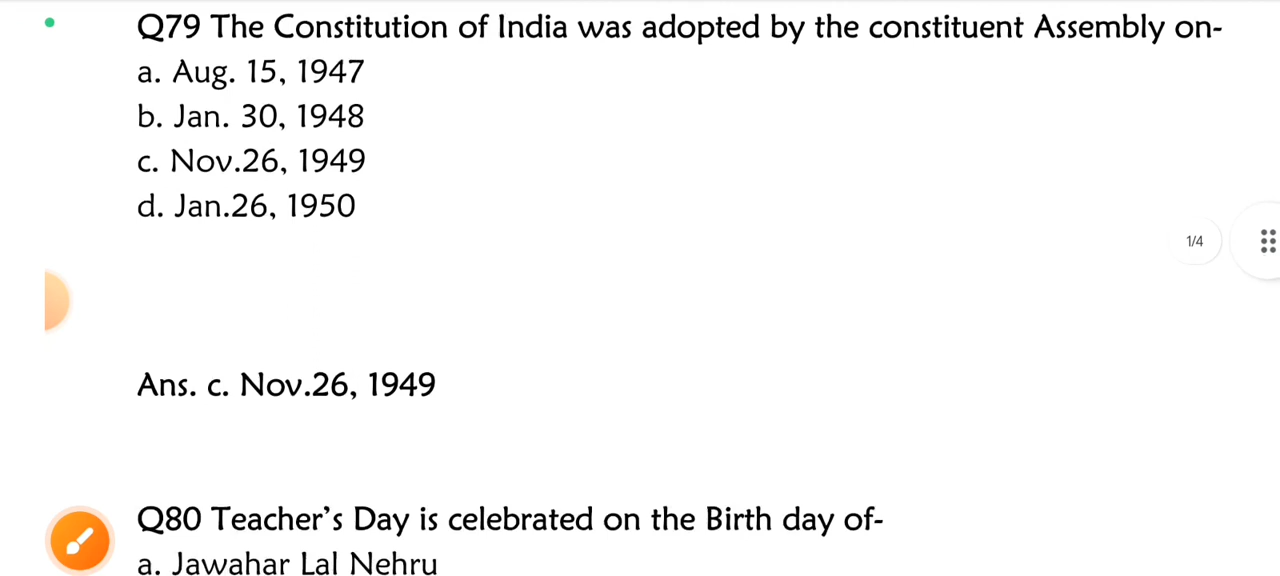 Q79 The Constitution of India was adopted by the constituent Assembly on-
a. Aug. 15, 1947
b. Jan. 30, 1948
c. Nov.26, 1949
d. Jan.26, 1950
1/4
Ans. c. Nov.26, 1949
Q80 Teacher’s Day is celebrated on the Birth day of-
a. Jawahar Lal Nehru